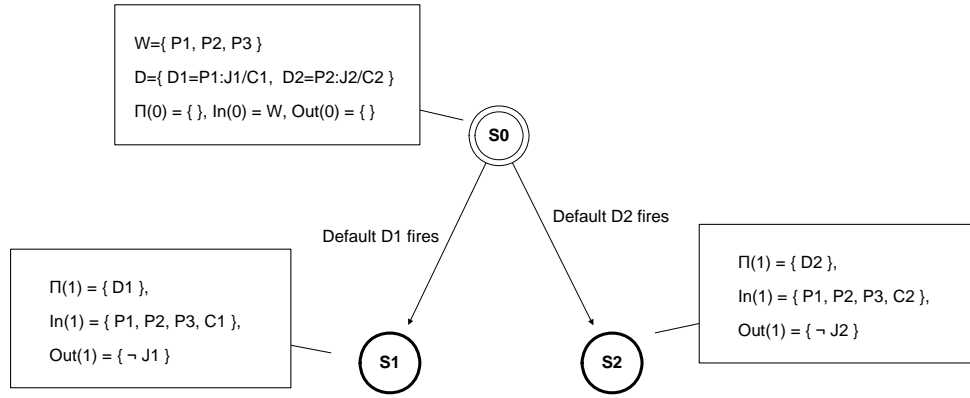 W={ P1, P2, P3 }
D={ D1=P1:J1/C1, D2=P2:J2/C2 }
Π(0) = { }, In(0) = W, Out(0) = { }
S0
Default D1 fires
Default D2 fires
Π(1) = { D1 },
In(1) = { P1, P2, P3, C1 },
Out(1) = { ¬ J1 }
S1
S2
Π(1) = { D2 },
In(1) = { P1, P2, P3, C2 },
Out(1) = { ¬ J2 }